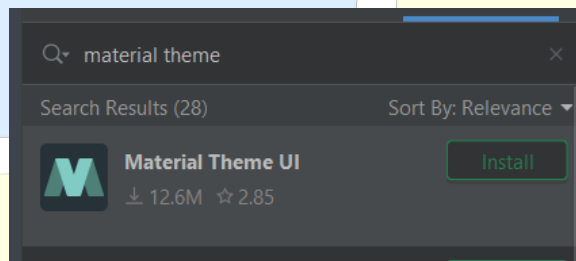 material theme
Search Results (28)
Sort By: Relevance
Material Theme UI
Install
12.6M 2.85